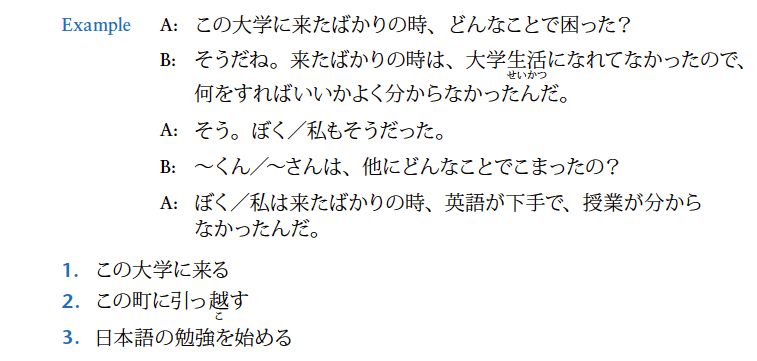 Example A: この大学に来たばかりの時、どんなことで困った？
B: そうだね。来たばかりの時は、大学生活になれてなかったので、
せいかつ
何をすればいいかよく分からなかったんだ。
A: そう。ぼく／私もそうだった。
B: 〜くん／〜さんは、他にどんなことでこまったの？
A: ぼく／私は来たばかりの時、英語が下手で、授業が分から
なかったんだ。
1. この大学に来る
2. この町に引っ越す
こ
3. 日本語の勉強を始める